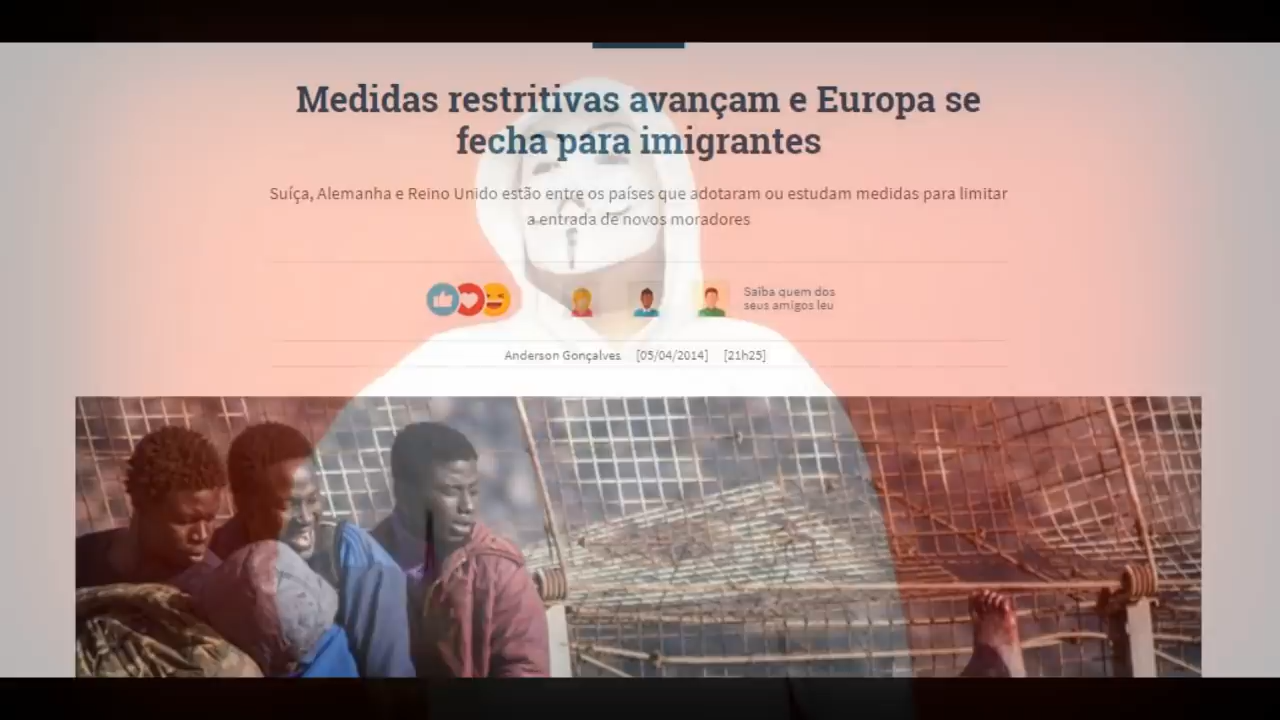 Medidas restritivas avançam e Europa se
fecha para imigrantes
Suíça, Alemanha e Reino Unido estão entre os países que adotaram ou estudam medidas para limitar
a entrada de novos moradores
Saiba quem dos
seus amigos leu
Anderson Gonçalves [05/04/2014] [21h25]